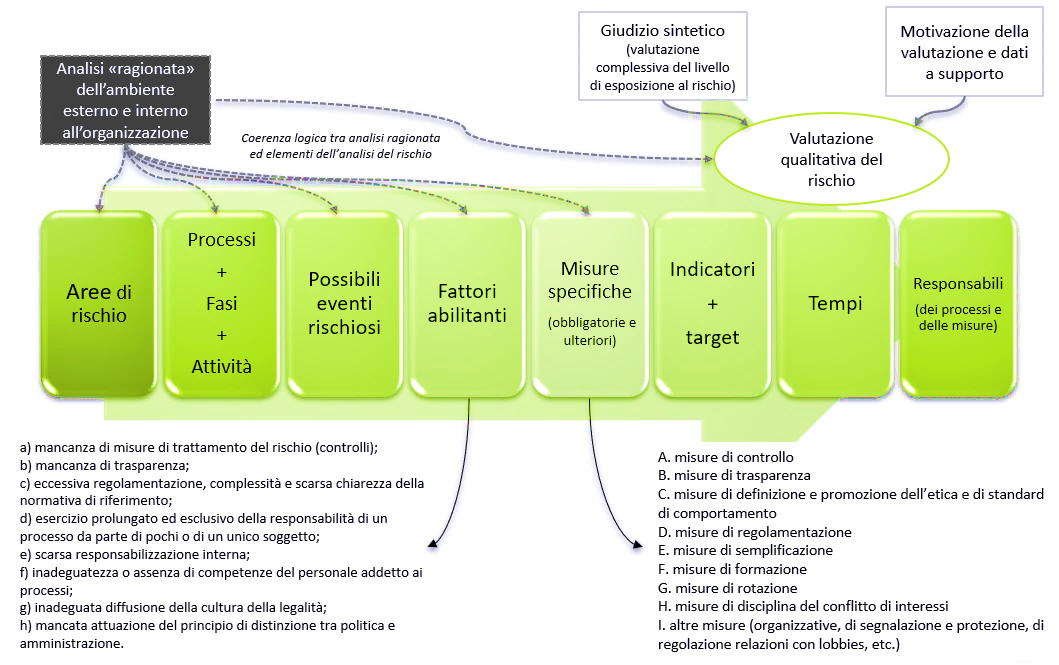 Giudizio sintetico
(valutazione
complessiva del livello
di esposizione al rischio)
Motivazione della
valutazione e dati
a supporto
Analisi «ragionata»
dell'ambiente
esterno e interno
all'organizzazione
Coerenza logica tra analisi ragionata
ed elementi dell'analisi del rischio
Valutazione
qualitativa del
rischio
Aree di
rischio
Processi
+
Fasi
+
Attività
Possibili
eventi
rischiosi
Fattori
abilitanti
Misure
specifiche
(obbligatorie e
ulteriori)
Indicatori
+
target
Tempi
Responsabili
(dei processi e
delle misure)
a) mancanza di misure di trattamento del rischio (controlli);
b) mancanza di trasparenza;
c) eccessiva regolamentazione, complessità e scarsa chiarezza della
normativa di riferimento;
d) esercizio prolungato ed esclusivo della responsabilità di un
processo da parte di pochi o di un unico soggetto;
e) scarsa responsabilizzazione interna;
f) inadeguatezza o assenza di competenze del personale addetto ai
processi;
g) inadeguata diffusione della cultura della legalità;
h) mancata attuazione del principio di distinzione tra politica e
amministrazione.
A. misure di controllo
B. misure di trasparenza
C. misure di definizione e promozione dell'etica e di standard
di comportamento
D. misure di regolamentazione
E. misure di semplificazione
F. misure di formazione
G. misure di rotazione
H. misure di disciplina del conflitto di interessi
I. altre misure (organizzative, di segnalazione e protezione, di
regolazione relazioni con lobbies, etc.)